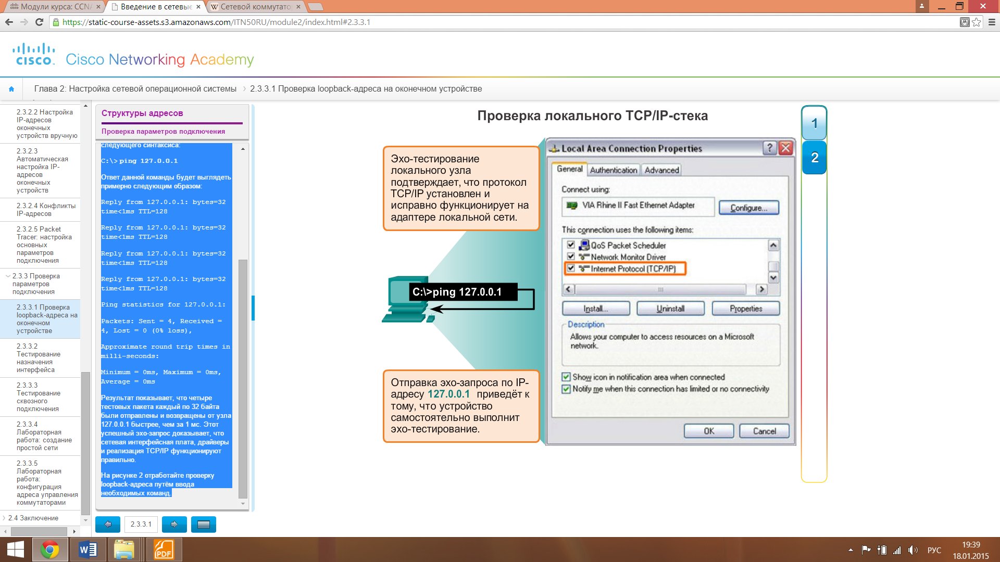 Модули курса: CCNA
Введение в сетевые
Сетевой коммутатор
https://static-course-assets.s3.amazonaws.com/ITN50RU/module2/index.html#2.3.3.1
cisco.
Cisco Networking Academy
Глава 2: Настройка сетевой операционной системы
2.3.3.1 Проверка loopback-адреса на оконечном устройстве
2.3.2.2 Настройка
IP-адресов
оконечных
устройств вручную
2.3.2.3
Автоматическая
настройка IP-
адресов
оконечных
устройств
2.3.2.4 Конфликты
IP-адресов
2.3.2.5 Packet
Tracer: настройка
основных
параметров
подключения
2.3.3 Проверка
параметров
подключения
2.3.3.1 Проверка
loopback-адреса на
оконечном
устройстве
2.3.3.2
Тестирование
назначения
интерфейса
2.3.3.3
Тестирование
сквозного
подключения
2.3.3.4
Лабораторная
работа: создание
простой сети
2.3.3.5
Лабораторная
работа:
конфигурация
адреса управления
коммутаторами
2.4 Заключение
Структуры адресов
Проверка параметров подключения
следующего синтаксиса:
C:\> ping 127.0.0.1
Ответ данной команды будет выглядеть
примерно следующим образом:
Reply from 127.0.0.1: bytes=32
time<1ms TTL=128
Reply from 127.0.0.1: bytes=32
time<1ms TTL=128
Reply from 127.0.0.1: bytes=32
time<1ms TTL=128
Reply from 127.0.0.1: bytes=32
time<1ms TTL=128
Ping statistics for 127.0.0.1:
Packets: Sent = 4, Received =
4, Lost = 0 (0% loss),
Approximate round trip times in
milli-seconds:
Minimum = 0ms, Maximum = 0ms,
Average = 0ms
Результат показывает, что четыре
тестовых пакета каждый по 32 байта
были отправлены и возвращены от узла
127.0.0.1 быстрее, чем за 1 мс. Этот
успешный эхо-запрос доказывает, что
сетевая интерфейсная плата, драйверы
и реализация TCP/IP функционируют
правильно.
На рисунке 2 отработайте проверку
loopback-адреса путём ввода
необходимых команд.
2.3.3.1
Проверка локального TCP/IP-стека
Эхо-тестирование
локального узла
подтверждает, что протокол
TCP/IP установлен и
исправно функционирует на
адаптере локальной сети.
C:\>ping 127.0.0.1
Отправка эхо-запроса по IP-
адресу 127.0.0.1 приведёт к
тому, что устройство
самостоятельно выполнит
эхо-тестирование.
Local Area Connection Properties
General Authentication Advanced
Connect using:
VIA Rhine II Fast Ethernet Adapter
Configure...
This connection uses the following items:
QoS Packet Scheduler
Network Monitor Driver
Internet Protocol (TCP/IP)
Install... Uninstall Properties
Description
Allows your computer to access resources on a Microsoft
network.
Show icon in notification area when connected
Notify me when this connection has limited or no connectivity
OK Cancel
1
2
PDF
РУС
19:39
18.01.2015